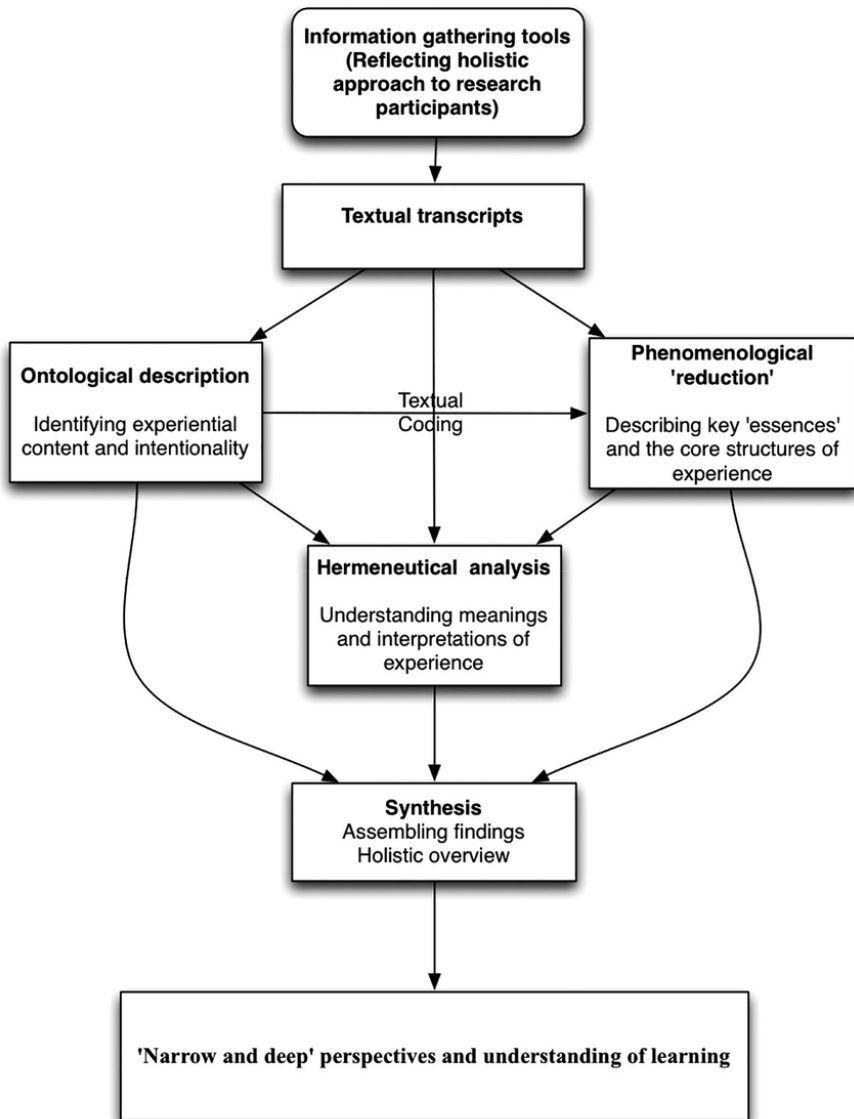 Information gathering tools
(Reflecting holistic
approach to research
participants)
Textual transcripts
Ontological description
Identifying experiential
content and intentionality
Textual
Coding
Phenomenological
'reduction'
Describing key 'essences'
and the core structures of
experience
Hermeneutical analysis
Understanding meanings
and interpretations of
experience
Synthesis
Assembling findings
Holistic overview
'Narrow and deep' perspectives and understanding of learning